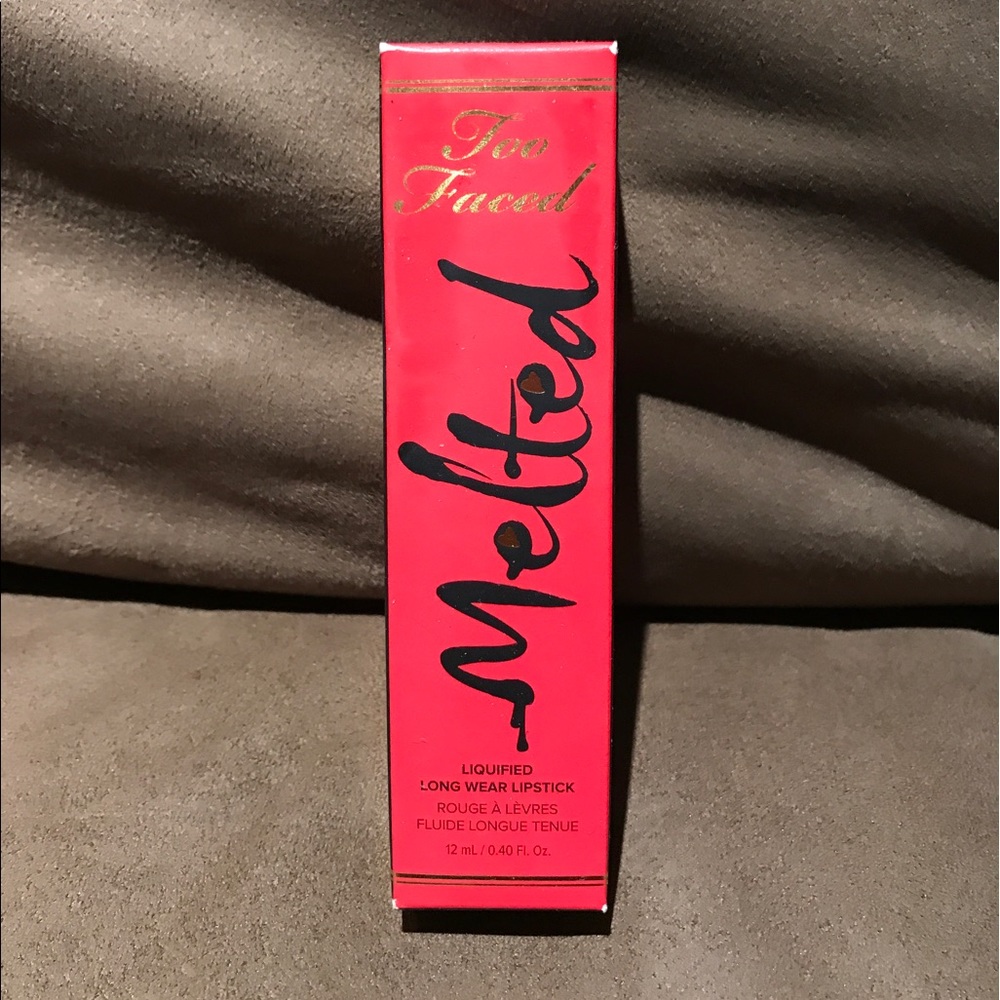 Too
Faced
Melted
LIQUIFIED
LONG WEAR LIPSTICK
ROUGE À LÈVRES
FLUIDE LONGUE TENUE
12 mL / 0.40 Fl. Oz.